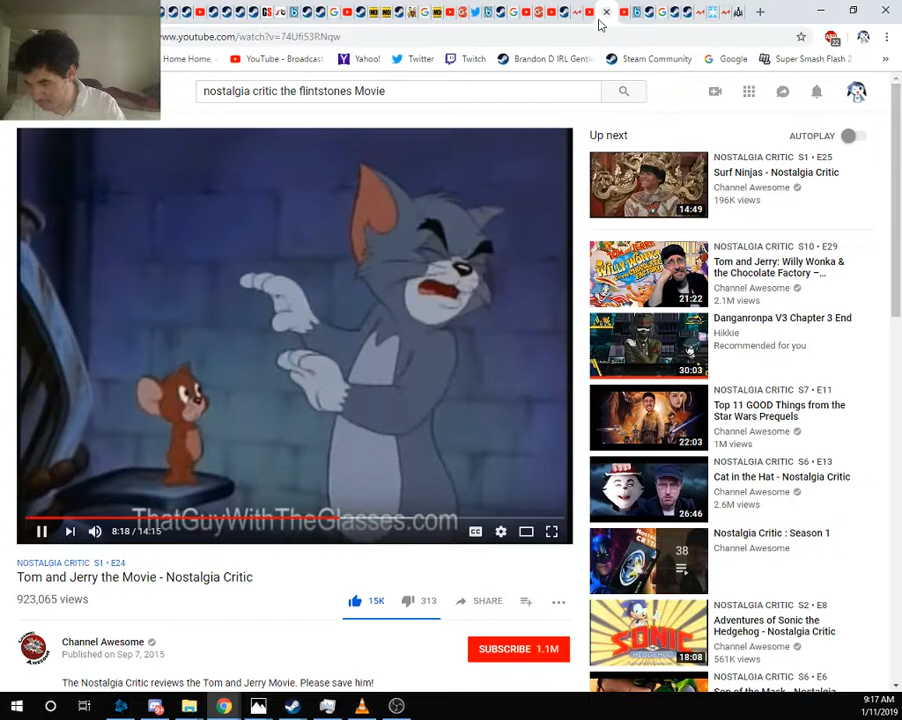 www.youtube.com/watch?v=74Ufi53RNqw
22
Home Home,
YouTube - Broadcast
Yahoo!
Twitter
Twitch
Brandon D IRL Gentle
Steam Community
Google
Super Smash Flash 2
nostalgia critic the flintstones Movie
Up next
AUTOPLAY
NOSTALGIA CRITIC S1 • E25
Surf Ninjas - Nostalgia Critic
Channel Awesome
196K views
14:49
NOSTALGIA CRITIC S10 • E29
Tom and Jerry: Willy Wonka &
the Chocolate Factory –...
Channel Awesome
2.1M views
21:22
Danganronpa V3 Chapter 3 End
Hikkie
Recommended for you
30:03
NOSTALGIA CRITIC S7 • E11
Top 11 GOOD Things from the
Star Wars Prequels
Channel Awesome
1M views
22:03
NOSTALGIA CRITIC S6 • E13
Cat in the Hat - Nostalgia Critic
Channel Awesome
2.6M views
26:46
Nostalgia Critic : Season 1
Channel Awesome
38
NOSTALGIA CRITIC S2 • E8
Adventures of Sonic the
Hedgehog - Nostalgia Critic
Channel Awesome
561K views
SONIC
18:08
NOSTALGIA CRITIC S6 • E6
Son of the Mask - Nostalgia
ThatGuyWithTheGlasses.com
8:18 / 14:15
CC
NOSTALGIA CRITIC S1 • E24
Tom and Jerry the Movie - Nostalgia Critic
923,065 views
15K
313
SHARE
Channel Awesome
Published on Sep 7, 2015
SUBSCRIBE 1.1M
The Nostalgia Critic reviews the Tom and Jerry Movie. Please save him!
9:17 AM
1/11/2019